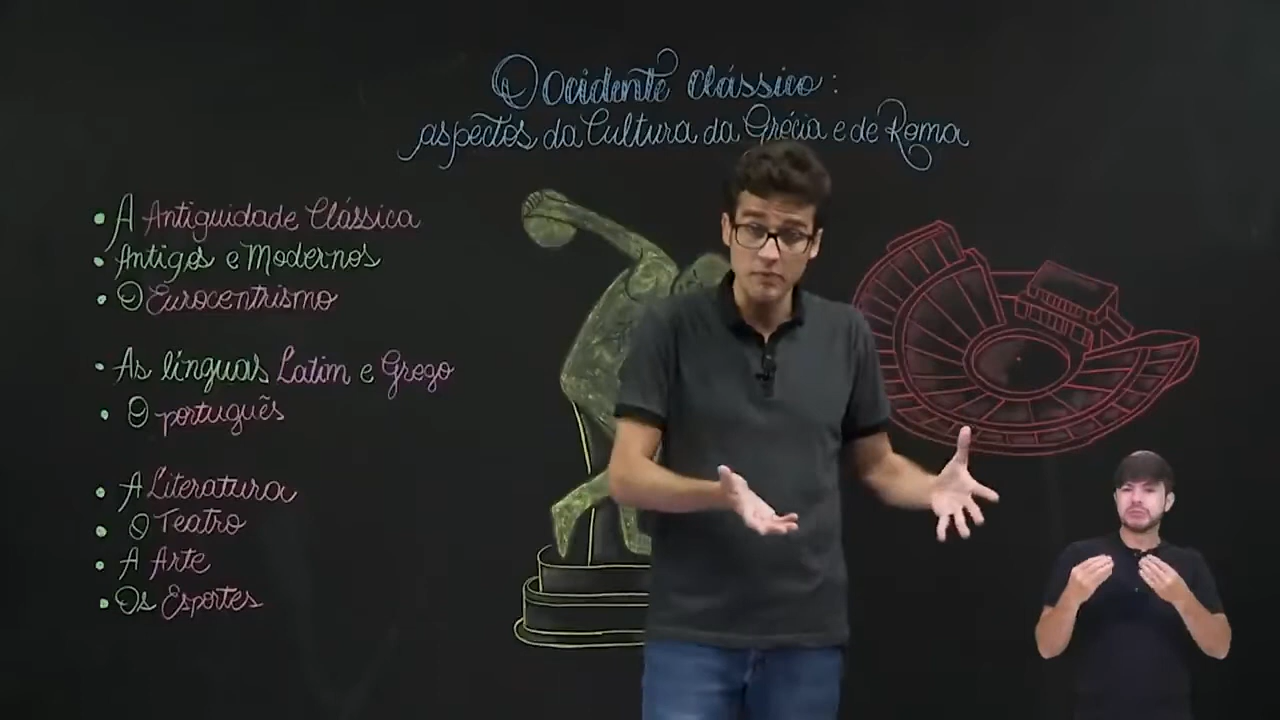 O Ocidente Clássico:
aspectos da Cultura da Grécia e de Roma
• A Antiguidade Clássica
• Antigos e Modernos
• O Eurocentrismo
• As línguas Latim e Grego
• O português
• A Literatura
• O Teatro
• A Arte
• Os Esportes